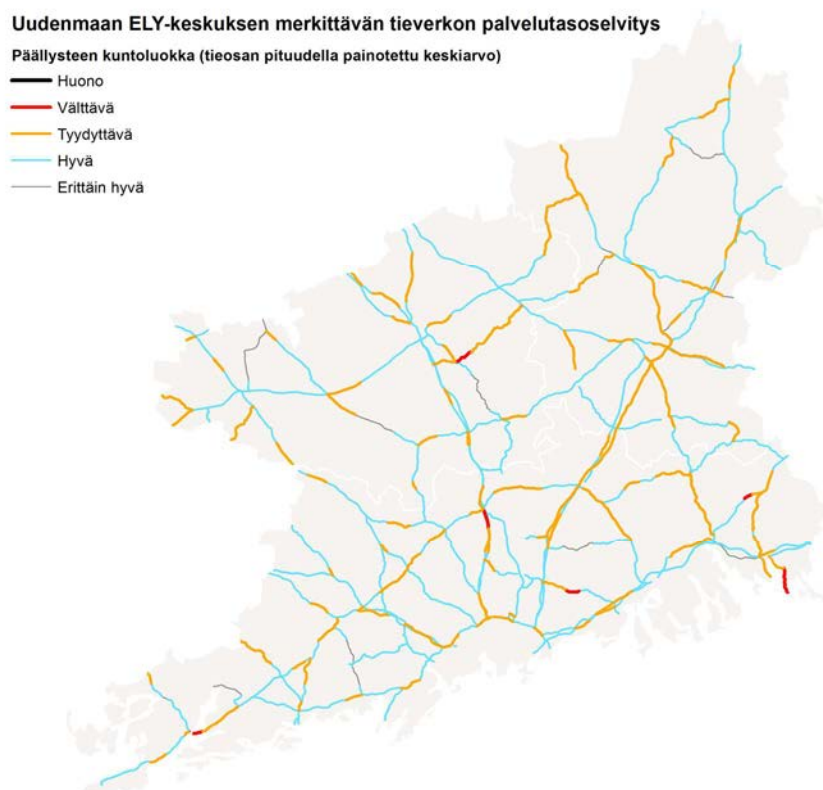 Uudenmaan ELY-keskuksen merkittävän tieverkon palvelutasoselvitys
Päällysteen kuntoluokka (tieosan pituudella painotettu keskiarvo)
Huono
Välttävä
Tyydyttävä
Hyvä
Erittäin hyvä